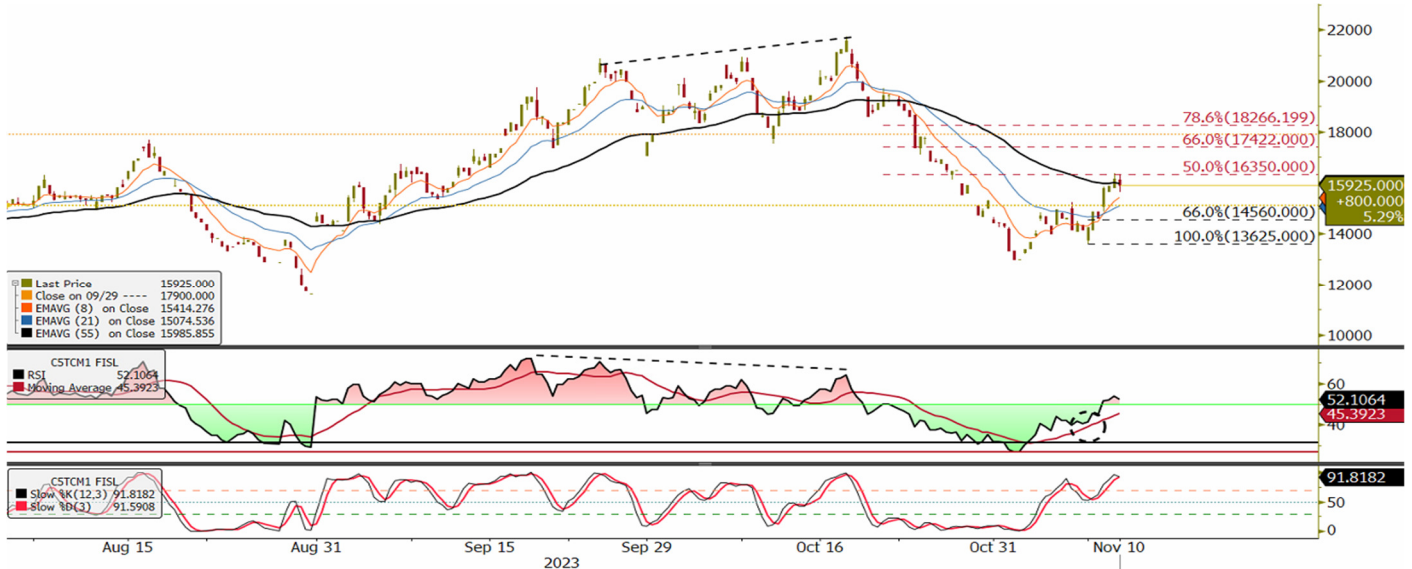 22000
20000
18000
14000
12000
10000
78.6%(18266.199)
66.0%(17422.000)
50.0%(16350.000)
66.0%(14560.000)
100.0%(13625.000)
15925.000
+800.000
5.29%
Last Price 15925.000
Close on 09/29 ---- 17900.000
EMAVG (8) on Close 15414.276
EMAVG (21) on Close 15074.536
EMAVG (55) on Close 15985.855
C5TCM1 FISL
RSI 52.1064
Moving Average 45.3923
60
52.1064
45.3923
40
C5TCM1 FISL
Slow %K(12,3) 91.8182
Slow %D(3) 91.5908
91.8182
50
0
Aug 15 Aug 31 Sep 15 Sep 29 Oct 16 Oct 31 Nov 10
2023